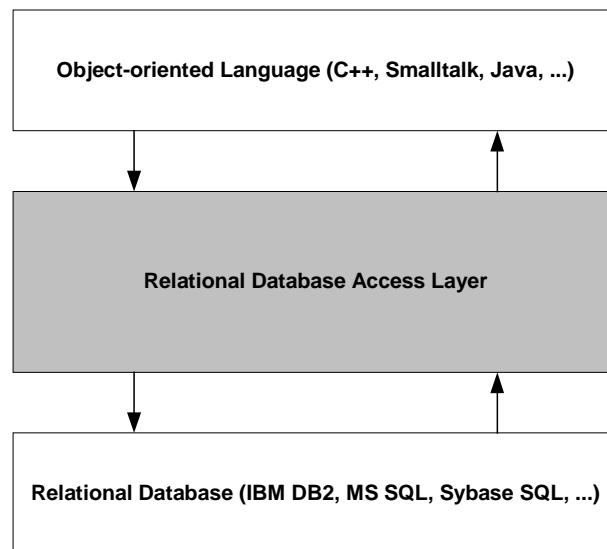 Object-oriented Language (C++, Smalltalk, Java, ...)
Relational Database Access Layer
Relational Database (IBM DB2, MS SQL, Sybase SQL, ...)